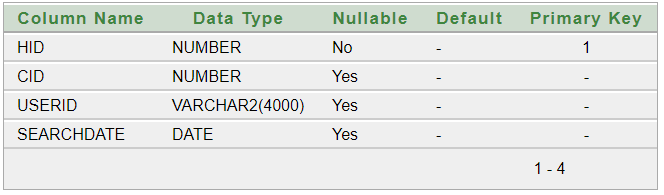 Column Name Data Type Nullable Default Primary Key
HID NUMBER No - 1
CID NUMBER Yes - -
USERID VARCHAR2(4000) Yes - -
SEARCHDATE DATE Yes - -
1 - 4